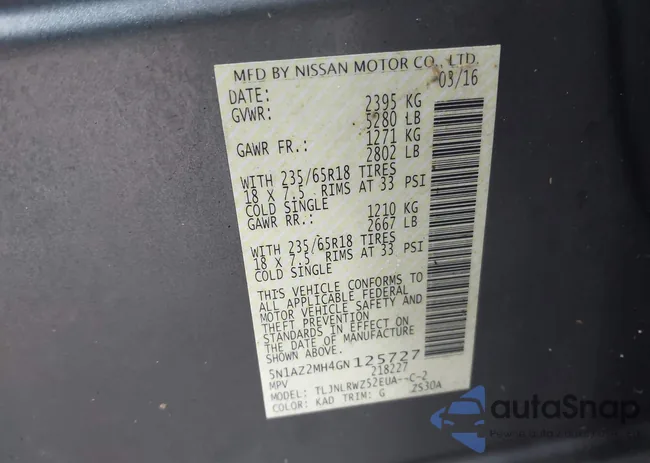 MFD BY NISSAN MOTOR CO., LTD.
DATE: 03/16
GVWR: 2395 KG
5280 LB
GAWR FR.: 1271 KG
2802 LB
WITH 235/65R18 TIRES
18 X 7.5 RIMS AT 33 PSI
COLD SINGLE
GAWR RR.: 1210 KG
2667 LB
WITH 235/65R18 TIRES
18 X 7.5 RIMS AT 33 PSI
COLD SINGLE
THIS VEHICLE CONFORMS TO
ALL APPLICABLE FEDERAL
MOTOR VEHICLE SAFETY AND
THEFT PREVENTION
STANDARDS IN EFFECT ON
THE DATE OF MANUFACTURE
SHOWN ABOVE.
5N1AZ2MH4GN125727
MPV 218227
MODEL: TLJNLRWZ52EUA--C-2
COLOR: KAD TRIM: G Z530A
autoSnap